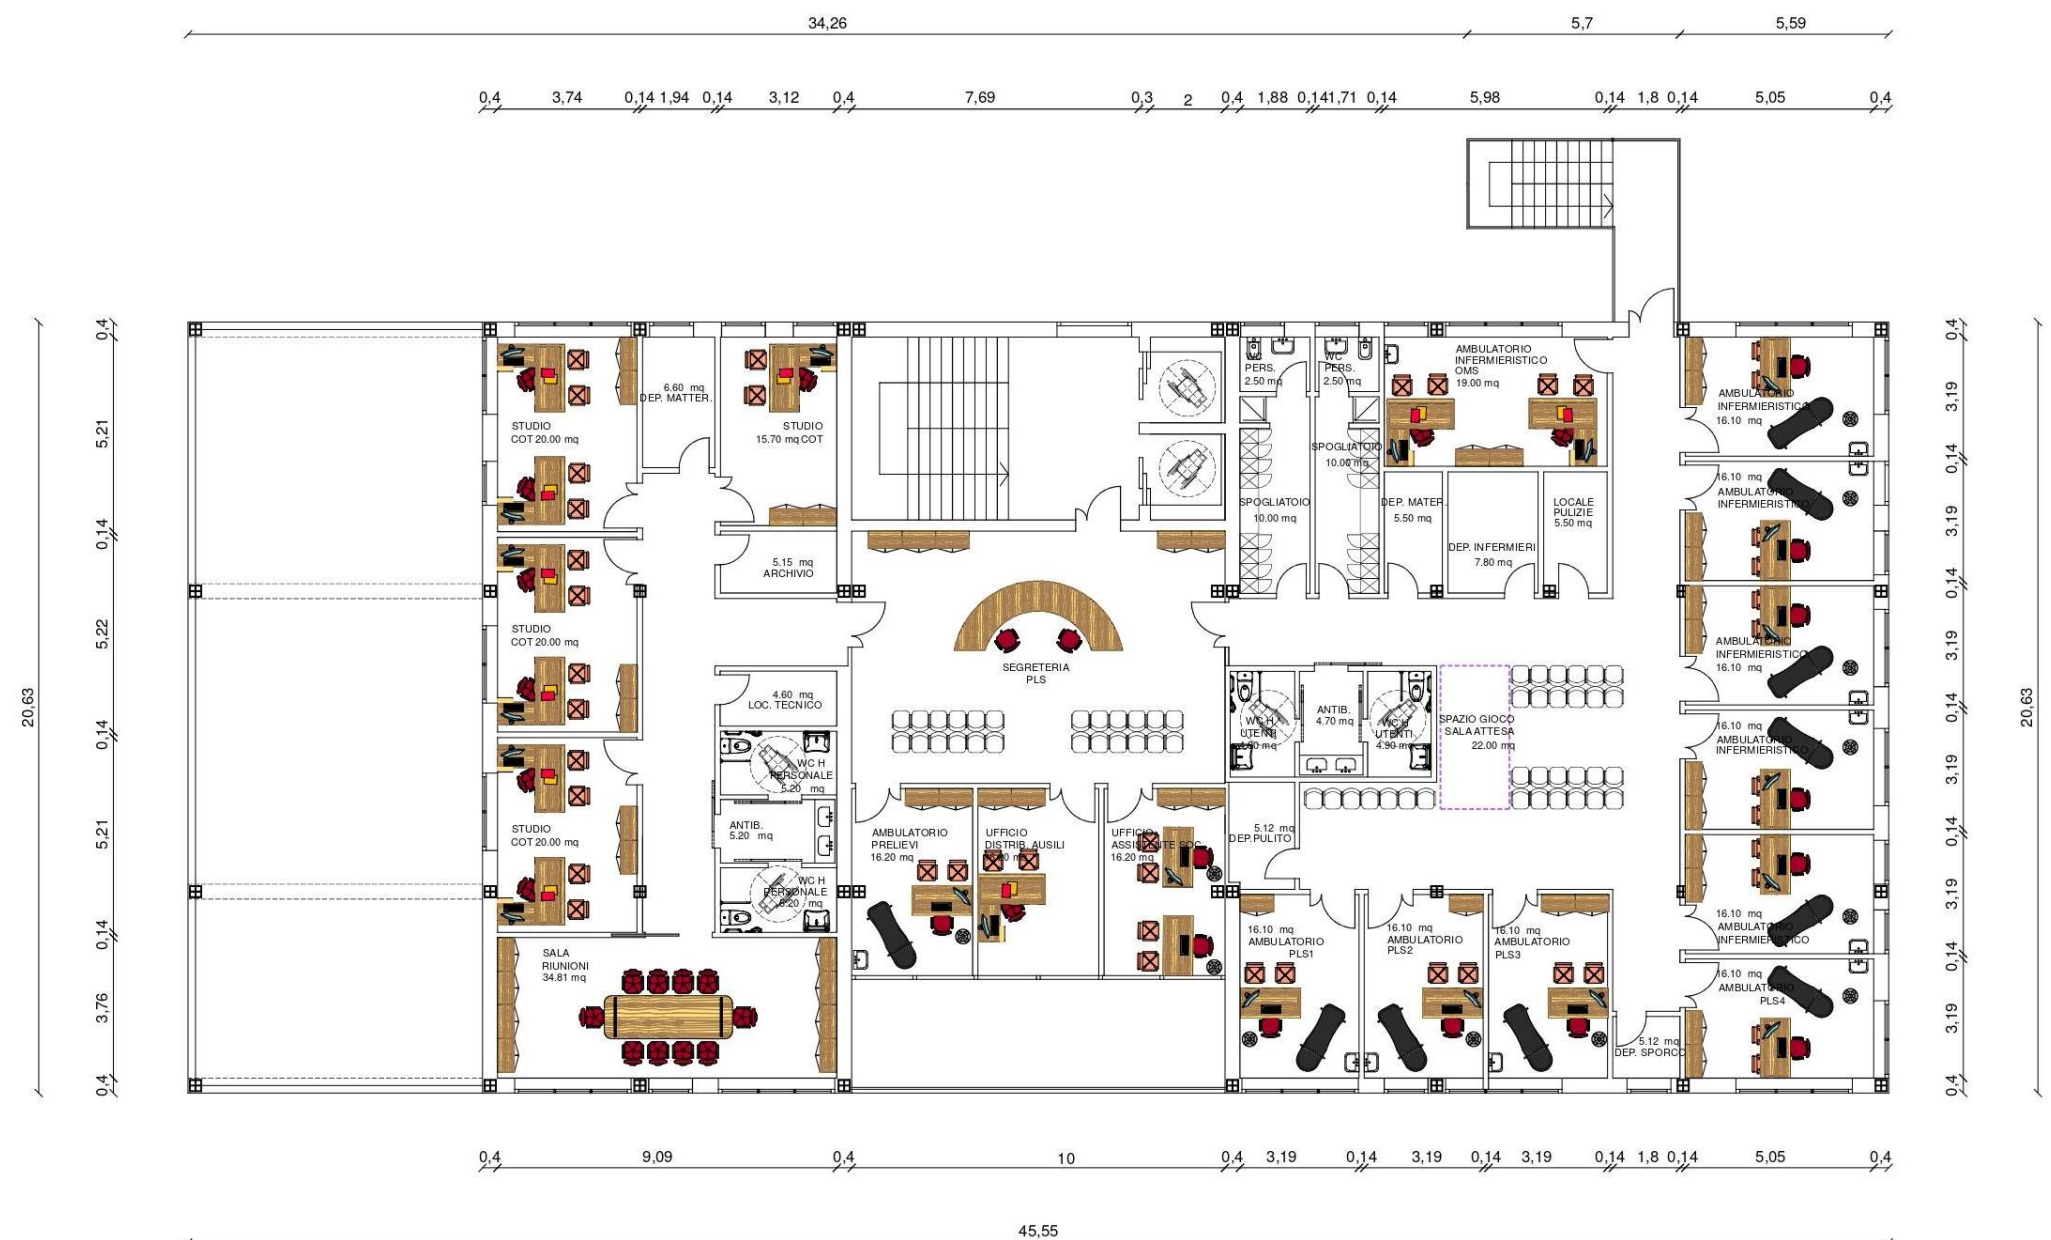 34,26
5,7
5,59
0,4
3,74
0,14
1,94
0,14
3,12
0,4
7,69
0,3
2
0,4
1,88
0,14
1,71
0,14
5,98
0,14
1,8
0,14
5,05
0,4
0,4
5,21
0,14
5,22
0,14
5,21
0,14
3,76
0,4
20,63
STUDIO
COT 20.00 mq
6.60 mq
DEP. MATTER.
STUDIO
15.70 mq COT
5.15 mq
ARCHIVIO
STUDIO
COT 20.00 mq
4.60 mq
LOC. TECNICO
WC H
PERSONALE
5.20 mq
ANTIB.
5.20 mq
STUDIO
COT 20.00 mq
WC H
PERSONALE
5.20 mq
SALA
RIUNIONI
34.81 mq
SEGRETERIA
PLS
AMBULATORIO
PRELIEVI
16.20 mq
UFFICIO
DISTRIB. AUSILI
UFFICIO
ASSISTENTE SOC.
16.20 mq
WC
PERS.
2.50 mq
WC
PERS.
2.50 mq
SPOGLIATOIO
10.00 mq
SPOGLIATOIO
10.00 mq
AMBULATORIO
INFERMIERISTICO
OMS
19.00 mq
DEP. MATER.
5.50 mq
DEP. INFERMIERI
7.80 mq
LOCALE
PULIZIE
5.50 mq
WC H
UTENTI
ANTIB.
4.70 mq
WC H
UTENTI
4.90 mq
SPAZIO GIOCO
SALA ATTESA
22.00 mq
5.12 mq
DEP.PULITO
16.10 mq
AMBULATORIO
PLS1
16.10 mq
AMBULATORIO
PLS2
16.10 mq
AMBULATORIO
PLS3
5.12 mq
DEP. SPORCO
AMBULATORIO
INFERMIERISTICO
16.10 mq
16.10 mq
AMBULATORIO
INFERMIERISTICO
AMBULATORIO
INFERMIERISTICO
16.10 mq
16.10 mq
AMBULATORIO
INFERMIERISTICO
16.10 mq
AMBULATORIO
INFERMIERISTICO
16.10 mq
AMBULATORIO
PLS4
0,4
3,19
0,14
3,19
0,14
3,19
0,14
3,19
0,14
3,19
0,14
3,19
0,4
20,63
0,4
9,09
0,4
10
0,4
3,19
0,14
3,19
0,14
3,19
0,14
1,8
0,14
5,05
0,4
45,55